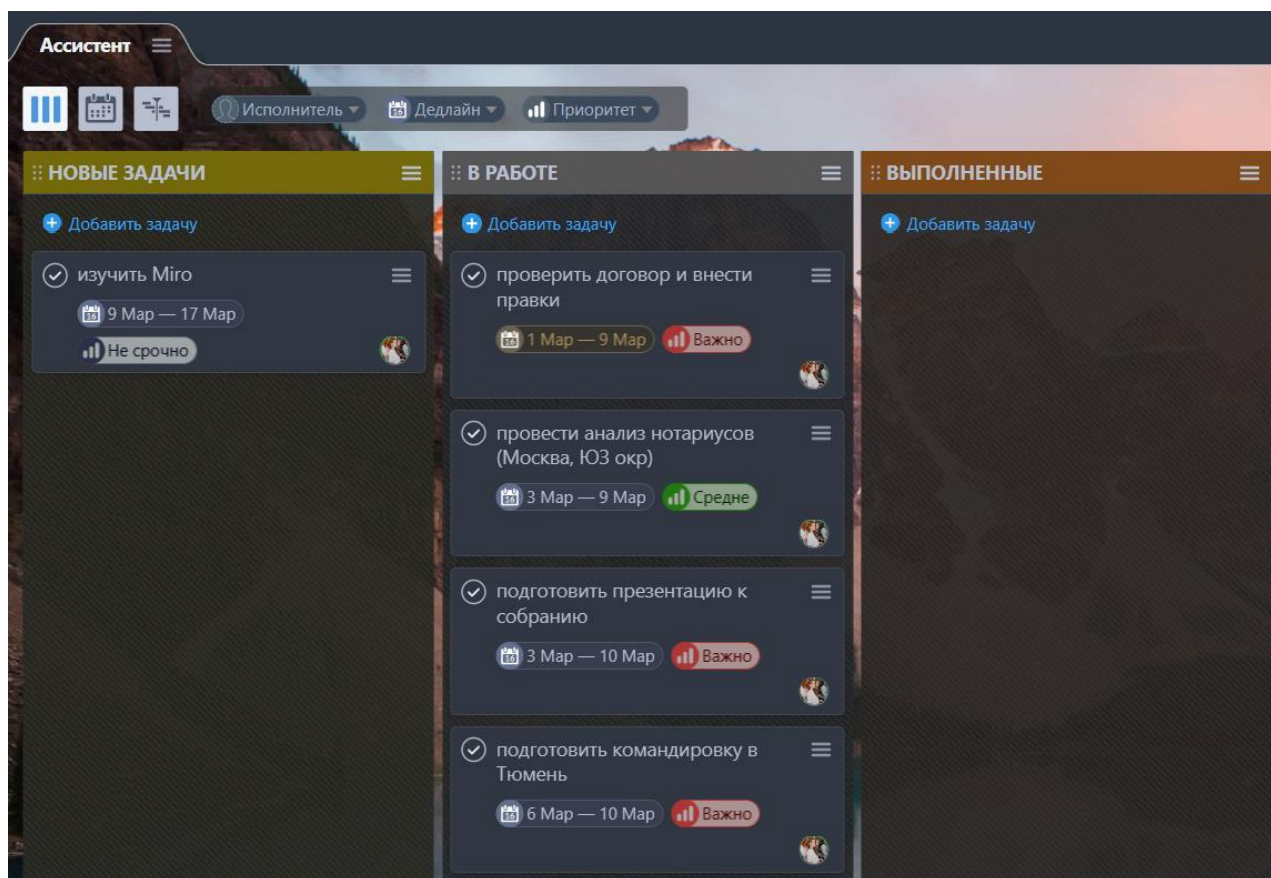 Ассистент
Исполнитель
Дедлайн
Приоритет
НОВЫЕ ЗАДАЧИ
Добавить задачу
изучить Miro
9 Мар — 17 Мар
Не срочно
В РАБОТЕ
Добавить задачу
проверить договор и внести
правки
1 Мар — 9 Мар
Важно
провести анализ нотариусов
(Москва, ЮЗ окр)
3 Мар — 9 Мар
Средне
подготовить презентацию к
собранию
3 Мар — 10 Мар
Важно
подготовить командировку в
Тюмень
6 Мар — 10 Мар
Важно
ВЫПОЛНЕННЫЕ
Добавить задачу